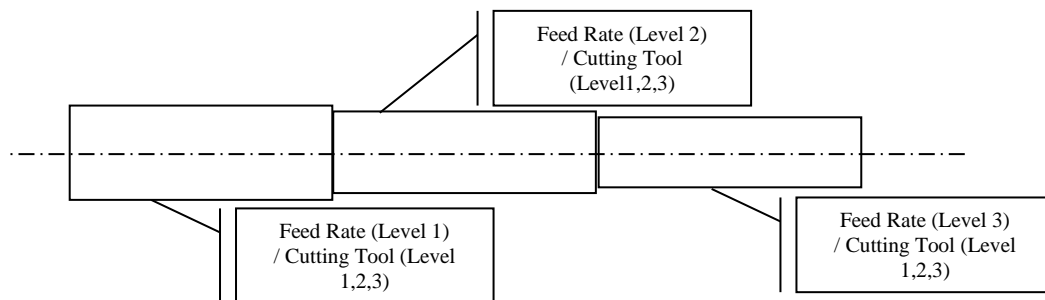 Feed Rate (Level 2)
/ Cutting Tool
(Level1,2,3)
Feed Rate (Level 1)
/ Cutting Tool (Level
1,2,3)
Feed Rate (Level 3)
/ Cutting Tool (Level
1,2,3)